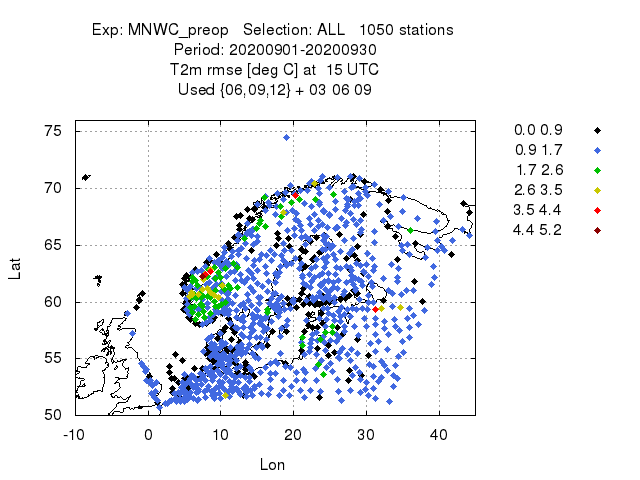 Exp: MNWC_preop   Selection: ALL   1050 stations
Period: 20200901-20200930
T2m rmse [deg C] at  15 UTC
Used {06,09,12} + 03 06 09
0.0 0.9
0.9 1.7
1.7 2.6
2.6 3.5
3.5 4.4
4.4 5.2
75
70
65
60
55
50
Lat
-10 0 10 20 30 40
Lon